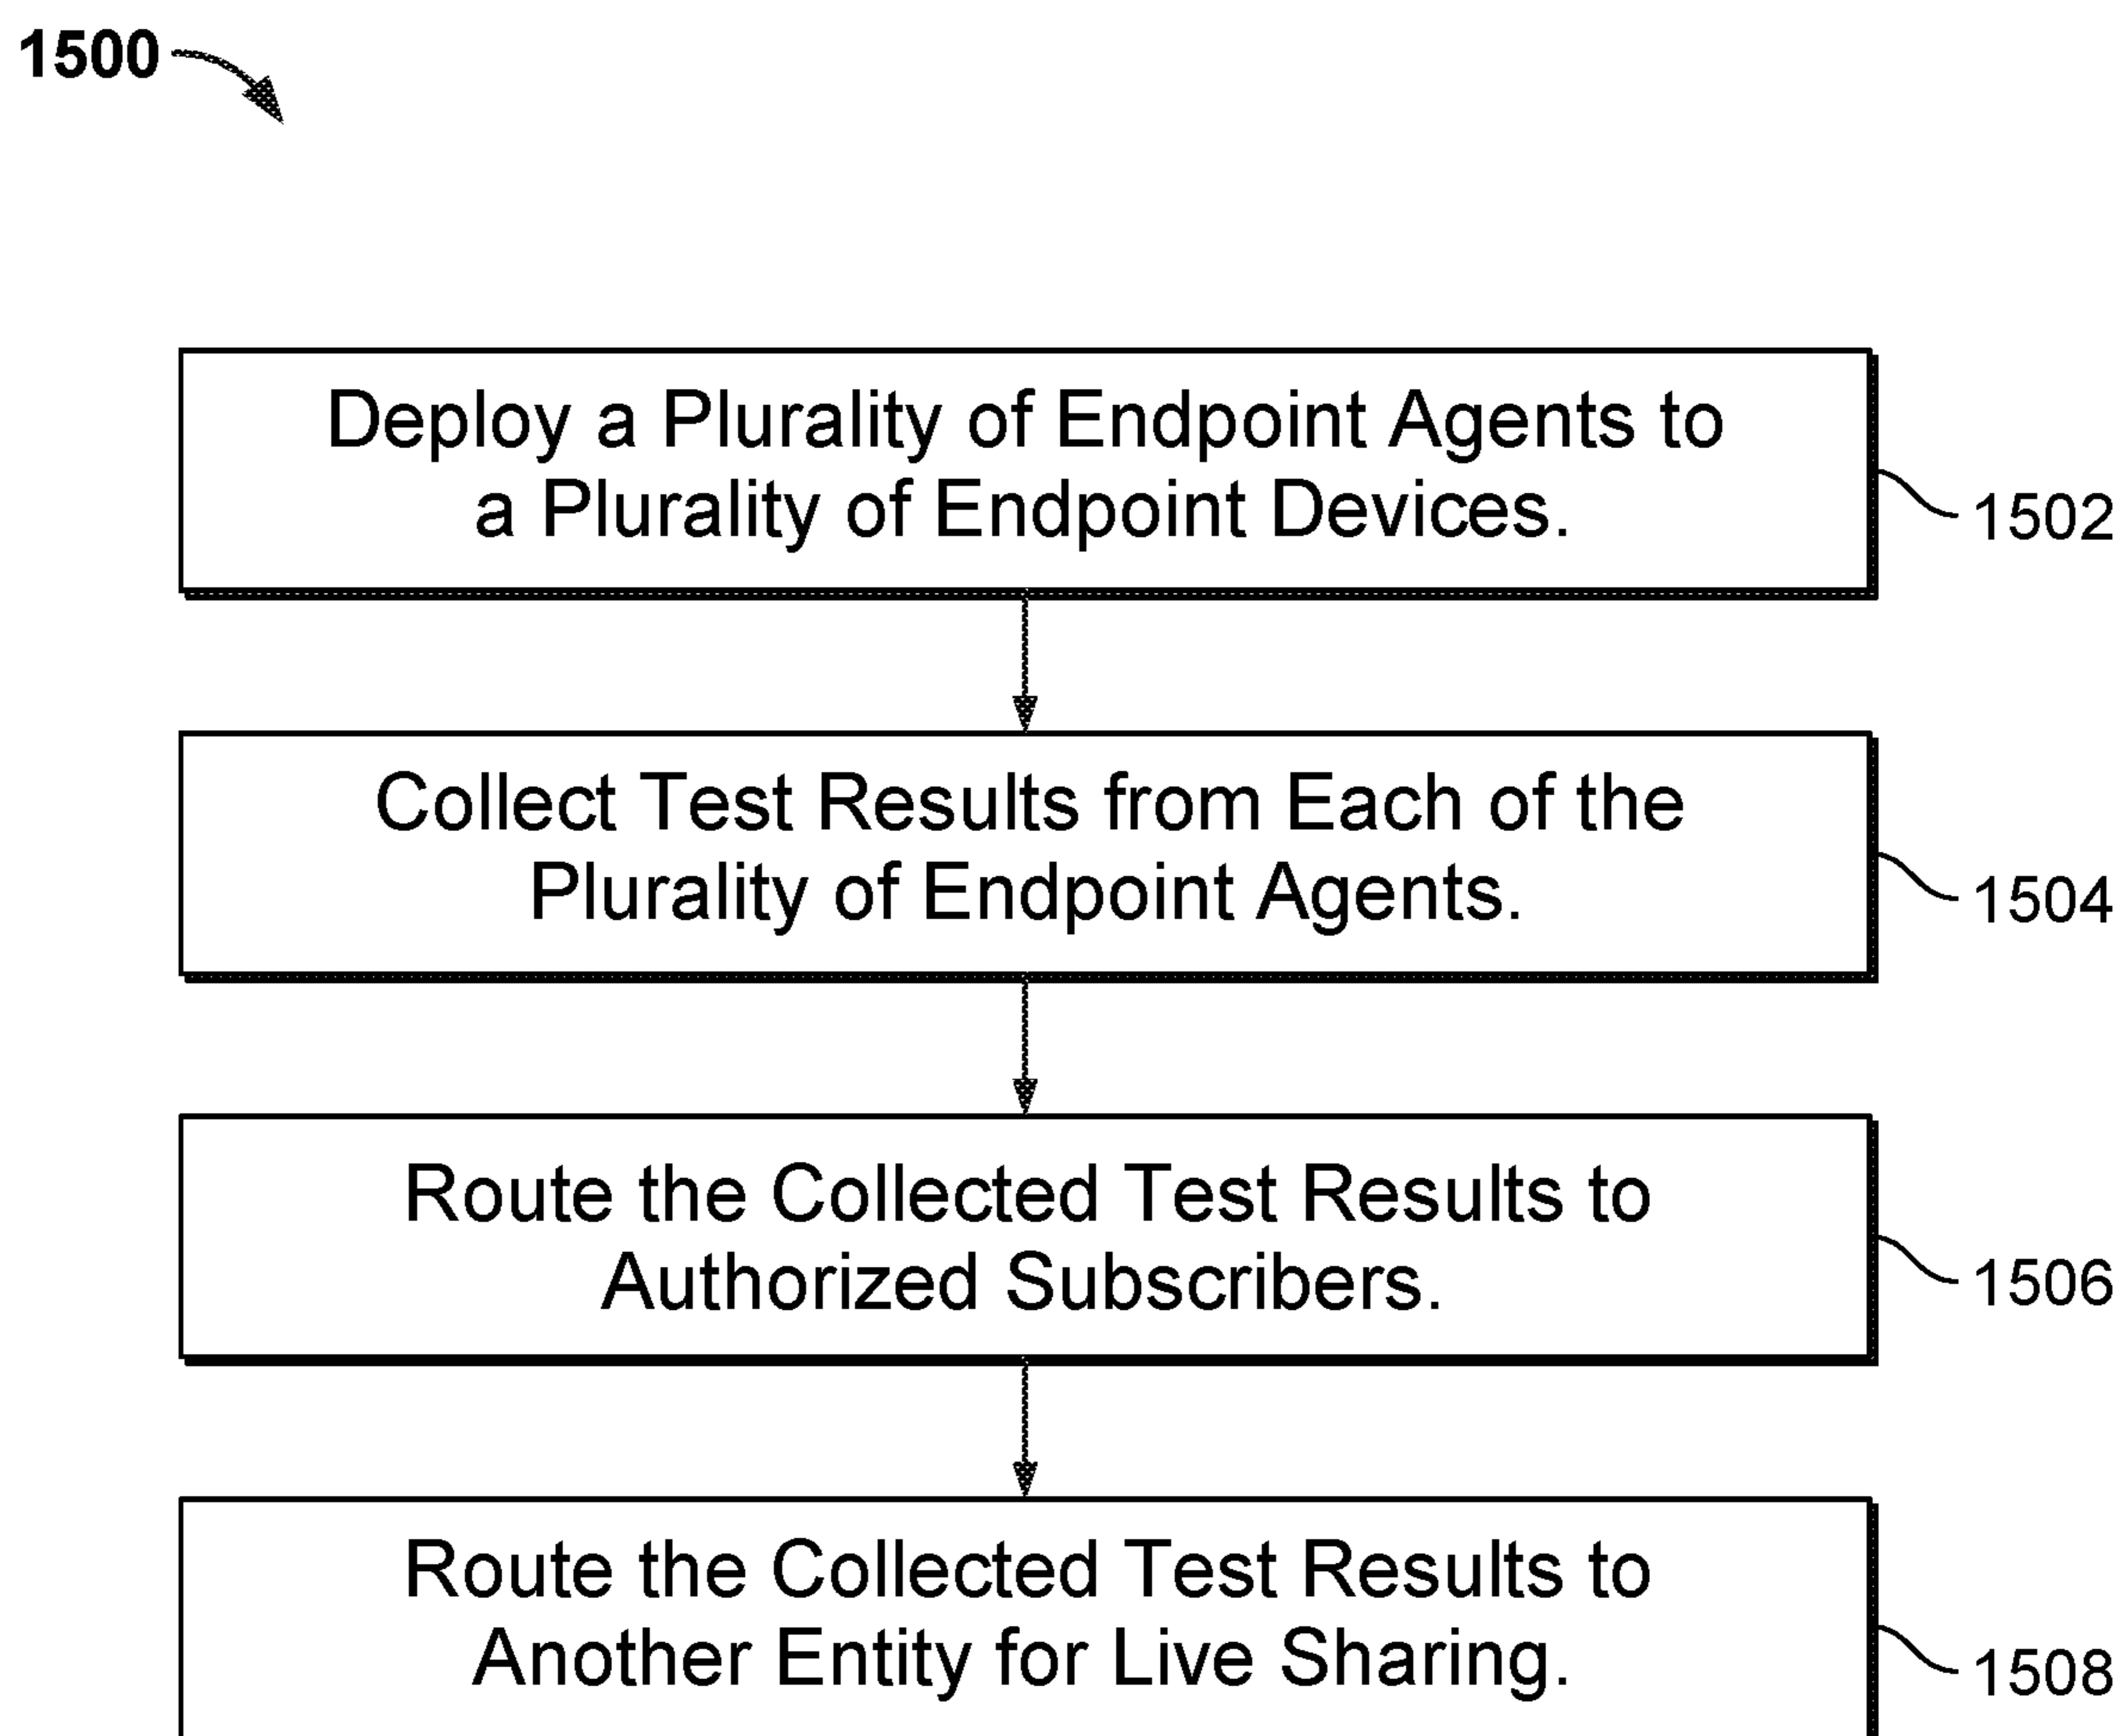 1500
Deploy a Plurality of Endpoint Agents to
a Plurality of Endpoint Devices.
1502
Collect Test Results from Each of the
Plurality of Endpoint Agents.
1504
Route the Collected Test Results to
Authorized Subscribers.
1506
Route the Collected Test Results to
Another Entity for Live Sharing.
1508